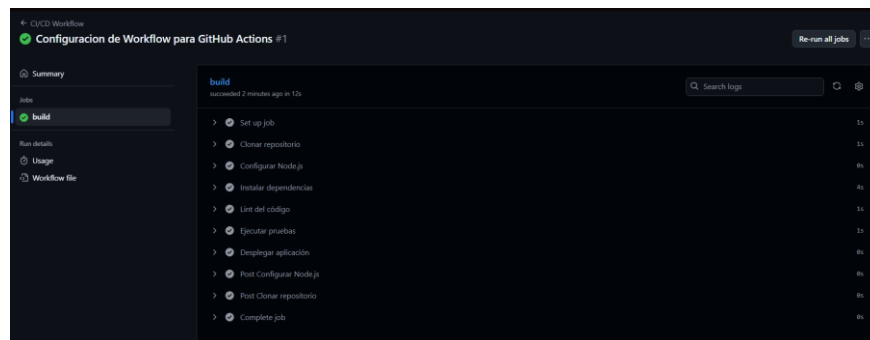 ← CI/CD Workflow
Configuracion de Workflow para GitHub Actions #1
Re-run all jobs
...
Summary
Jobs
build
Run details
Usage
Workflow file
build
succeeded 2 minutes ago in 12s
Search logs
Set up job 1s
Clonar repositorio 1s
Configurar Node.js 0s
Instalar dependencias 4s
Lint del código 1s
Ejecutar pruebas 1s
Desplegar aplicación 0s
Post Configurar Node.js 0s
Post Clonar repositorio 0s
Complete job 0s